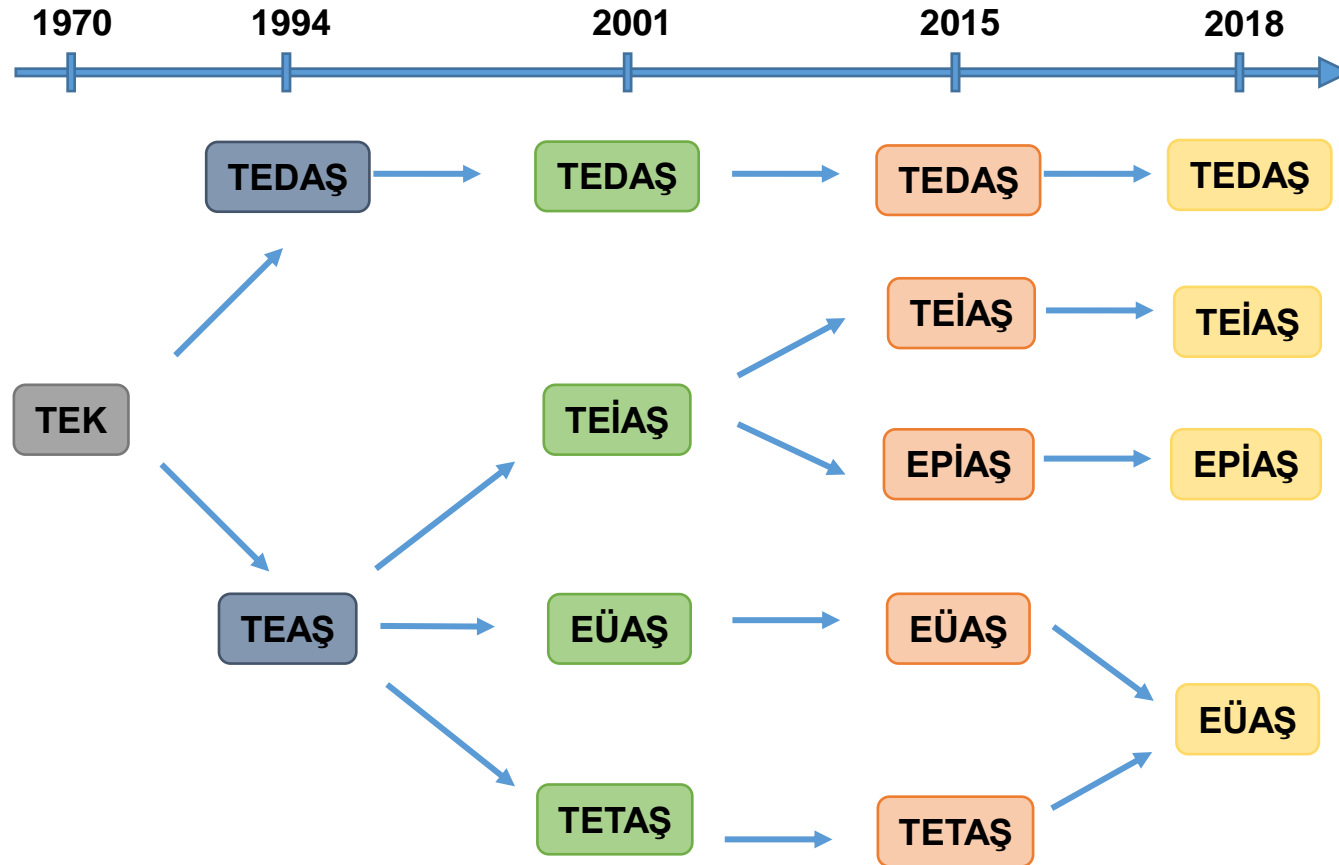 1970 1994 2001 2015 2018
TEDAŞ TEDAŞ TEDAŞ TEDAŞ
TEİAŞ TEİAŞ
TEK TEİAŞ
EPİAŞ EPİAŞ
TEAŞ EÜAŞ EÜAŞ
EÜAŞ
TETAŞ TETAŞ